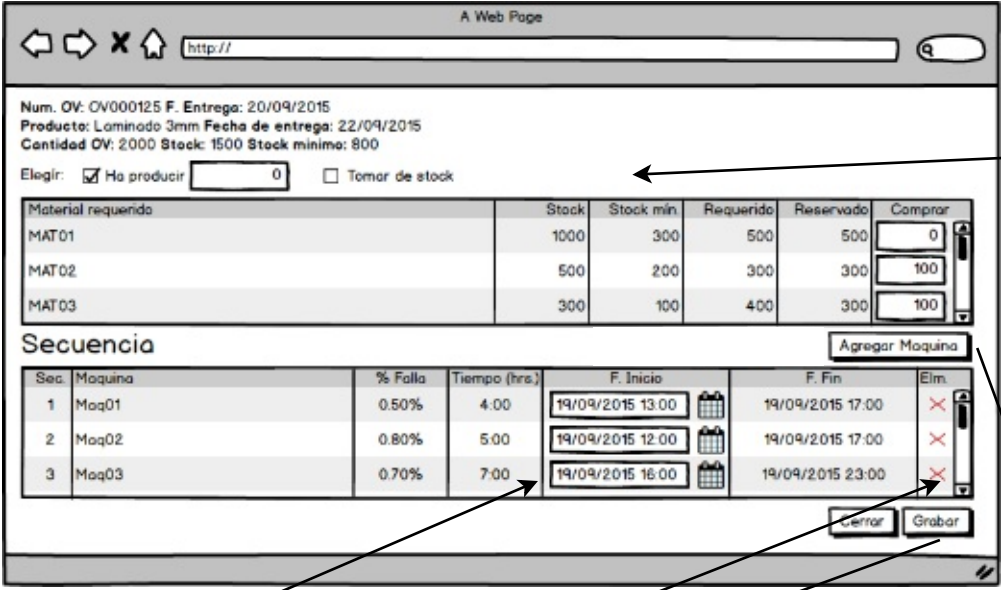 A Web Page
http://
Num. OV: OV000125 F. Entrega: 20/09/2015
Producto: Laminado 3mm Fecha de entrega: 22/09/2015
Cantidad OV: 2000 Stock: 1500 Stock minimo: 800
Elegir: Ha producir 0 Tomar de stock
Material requerido Stock Stock mín. Requerido Reservado Comprar
MAT01 1000 300 500 500 0
MAT02 500 200 300 300 100
MAT03 300 100 400 300 100
Secuencia Agregar Maquina
Sec. Maquina % Falla Tiempo (hrs.) F. Inicio F. Fin Elm.
1 Maq01 0.50% 4:00 19/09/2015 13:00 19/09/2015 17:00
2 Maq02 0.80% 5:00 19/09/2015 12:00 19/09/2015 17:00
3 Maq03 0.70% 7:00 19/09/2015 16:00 19/09/2015 23:00
Cerrar Grabar